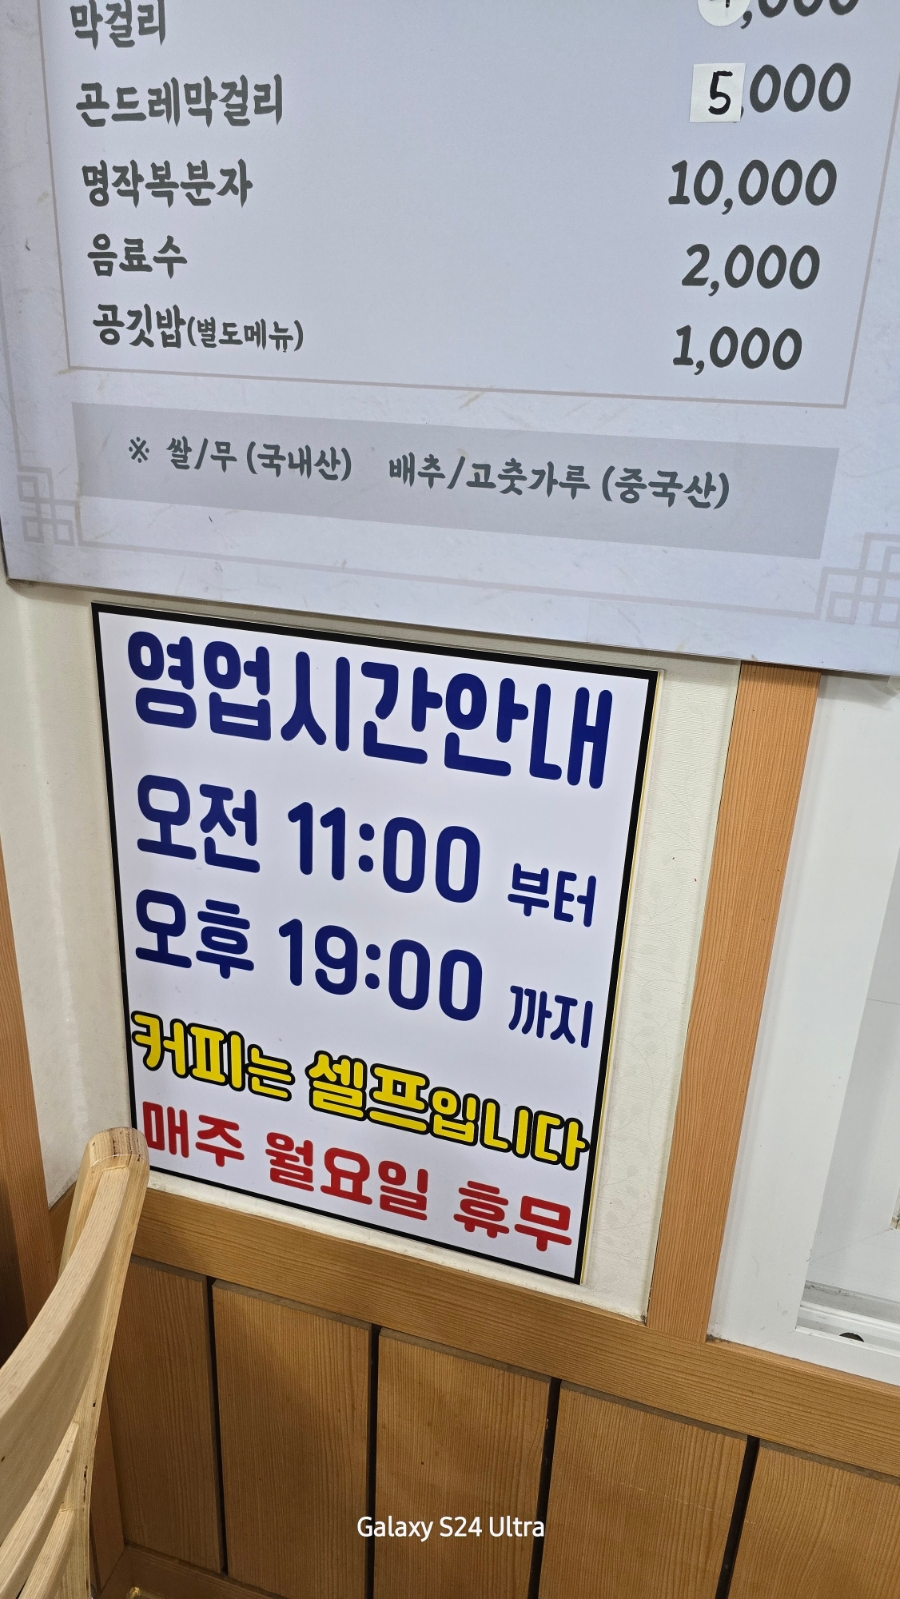 막걸리 ,000
곤드레막걸리 5,000
명작복분자 10,000
음료수 2,000
공깃밥(별도메뉴) 1,000
※ 쌀/무 (국내산) 배추/고춧가루 (중국산)
영업시간안내
오전 11:00 부터
오후 19:00 까지
커피는 셀프입니다
매주 월요일 휴무
Galaxy S24 Ultra